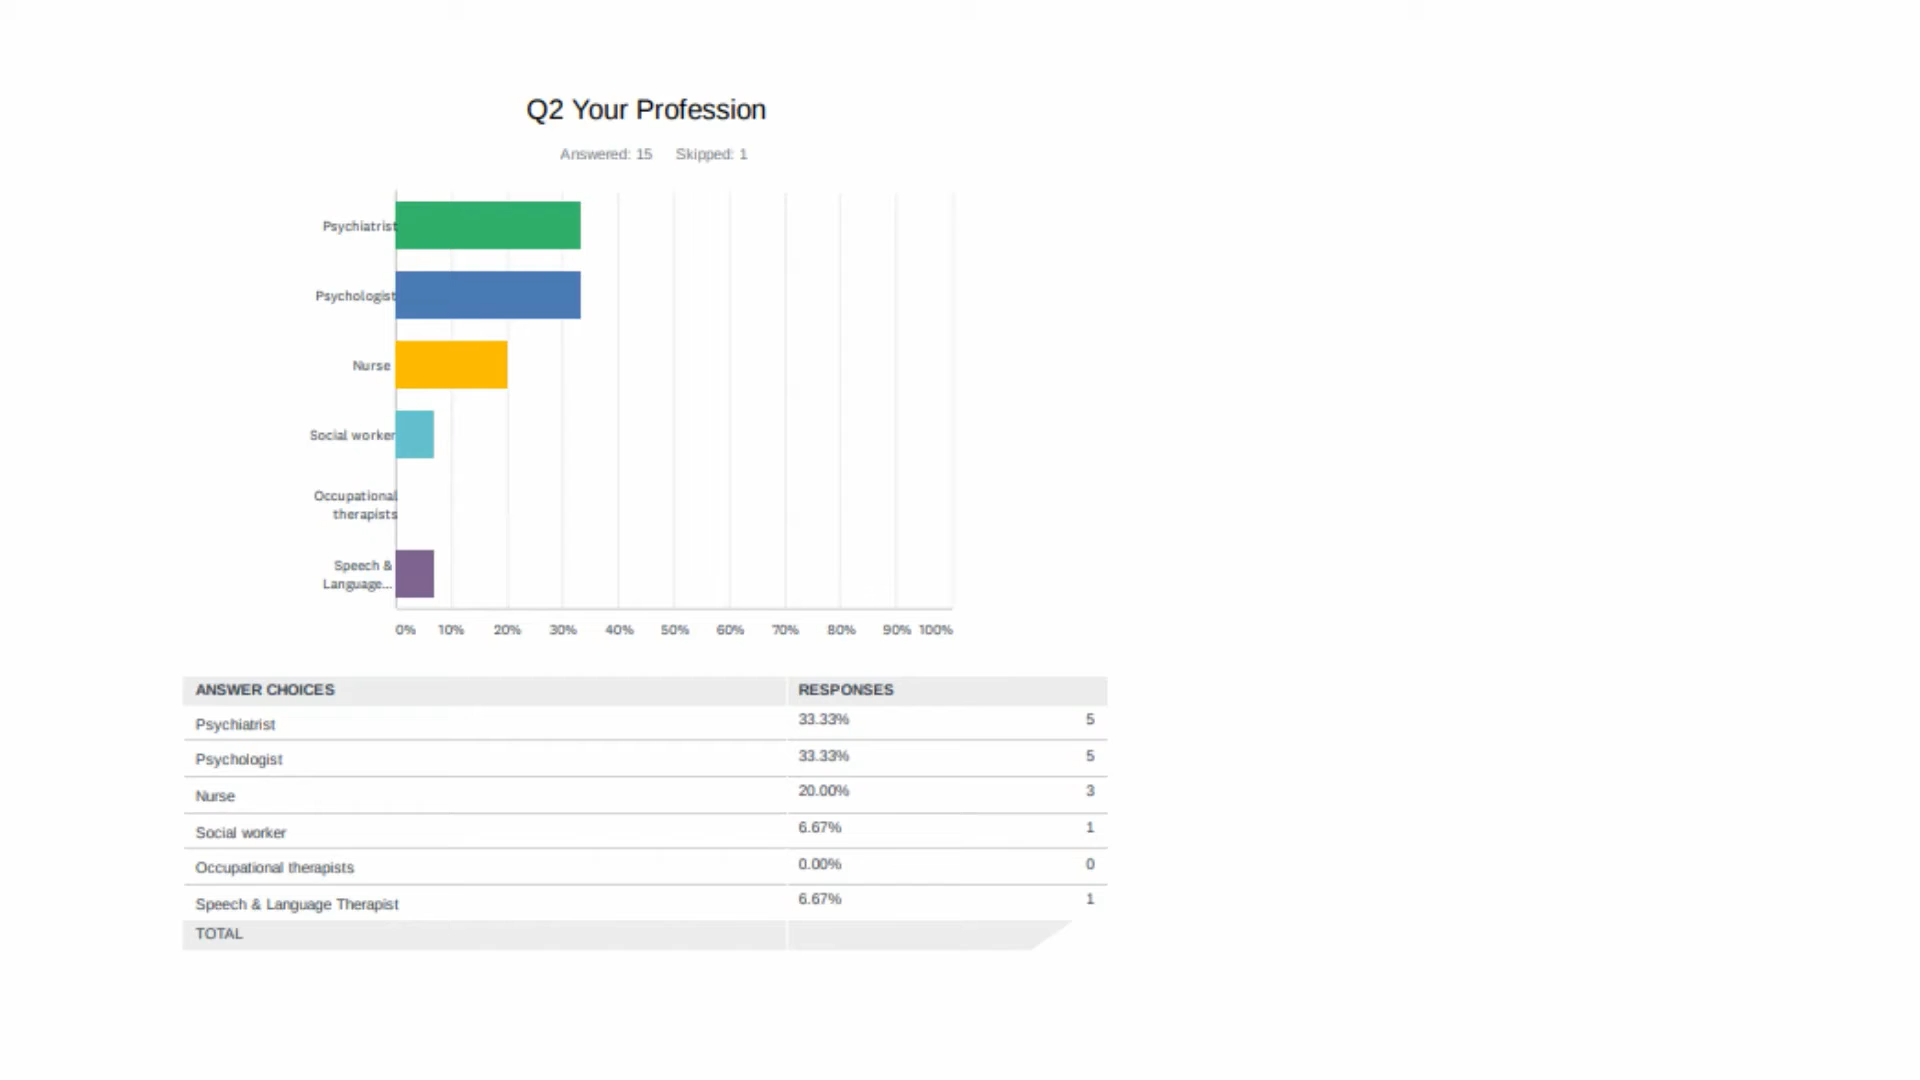 Q2 Your Profession
Answered: 15 Skipped: 1
Psychiatrist
Psychologist
Nurse
Social worker
Occupational
therapists
Speech &
Language...
0% 10% 20% 30% 40% 50% 60% 70% 80% 90% 100%
ANSWER CHOICES RESPONSES
Psychiatrist 33.33% 5
Psychologist 33.33% 5
Nurse 20.00% 3
Social worker 6.67% 1
Occupational therapists 0.00% 0
Speech & Language Therapist 6.67% 1
TOTAL